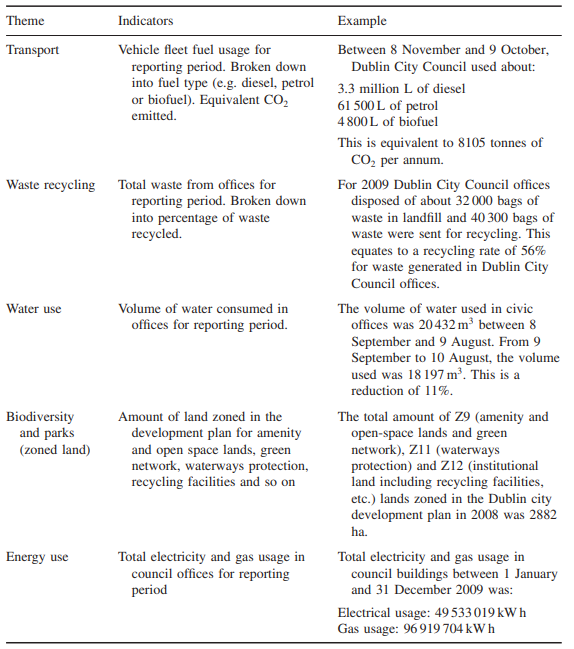 Theme Indicators Example
Transport
Vehicle fleet fuel usage for
reporting period. Broken down
into fuel type (e.g. diesel, petrol
or biofuel). Equivalent CO₂
emitted.
Between 8 November and 9 October,
Dublin City Council used about:
3.3 million L of diesel
61 500 L of petrol
4 800 L of biofuel
This is equivalent to 8105 tonnes of
CO₂ per annum.
Waste recycling
Total waste from offices for
reporting period. Broken down
into percentage of waste
recycled.
For 2009 Dublin City Council offices
disposed of about 32 000 bags of
waste in landfill and 40 300 bags of
waste were sent for recycling. This
equates to a recycling rate of 56%
for waste generated in Dublin City
Council offices.
Water use
Volume of water consumed in
offices for reporting period.
The volume of water used in civic
offices was 20 432 m³ between 8
September and 9 August. From 9
September to 10 August, the volume
used was 18 197 m³. This is a
reduction of 11%.
Biodiversity
and parks
(zoned land)
Amount of land zoned in the
development plan for amenity
and open space lands, green
network, waterways protection,
recycling facilities and so on
The total amount of Z9 (amenity and
open-space lands and green
network), Z11 (waterways
protection) and Z12 (institutional
land including recycling facilities,
etc.) lands zoned in the Dublin city
development plan in 2008 was 2882
ha.
Energy use
Total electricity and gas usage in
council offices for reporting
period
Total electricity and gas usage in
council buildings between 1 January
and 31 December 2009 was:
Electrical usage: 49 533 019 kW h
Gas usage: 96 919 704 kW h